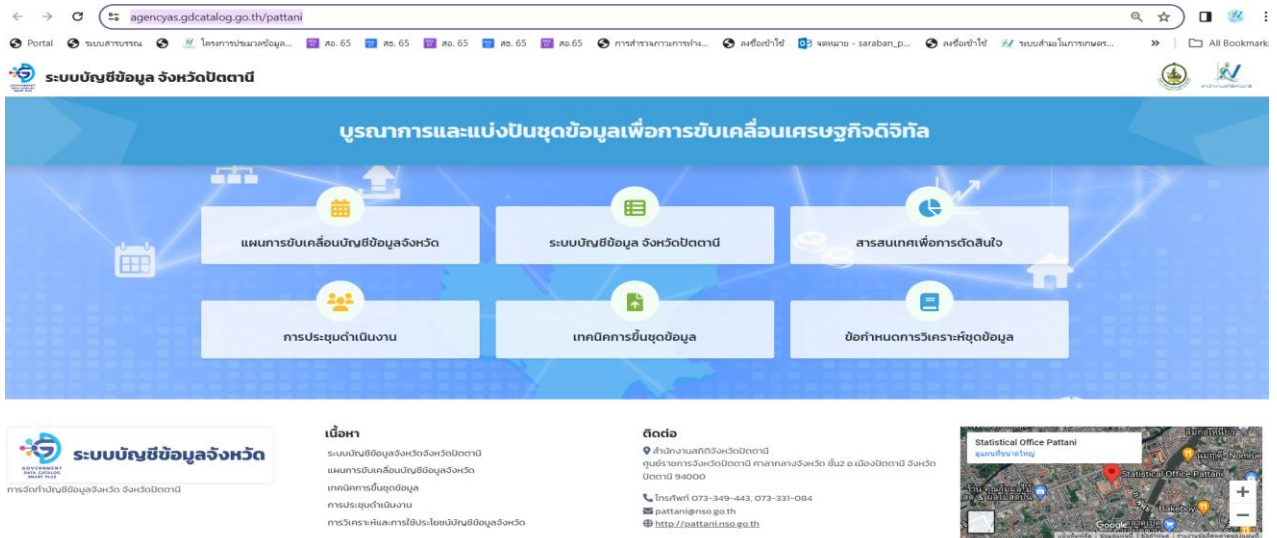 agencyas.gdcatalog.go.th/pattani
Portal ระบบสารบรรณ โครงการประมวลข้อมูล... สอ. 65 สธ. 65 สอ. 65 สธ. 65 สอ.65 การสำรวจภาวะการทำง... ลงชื่อเข้าใช้ จดหมาย - saraban_p... ลงชื่อเข้าใช้ ระบบสำมะโนการเกษตร... » All Bookmark
ระบบบัญชีข้อมูล จังหวัดปัตตานี
บูรณาการและแบ่งปันชุดข้อมูลเพื่อการขับเคลื่อนเศรษฐกิจดิจิทัล
แผนการขับเคลื่อนบัญชีข้อมูลจังหวัด
ระบบบัญชีข้อมูล จังหวัดปัตตานี
สารสนเทศเพื่อการตัดสินใจ
การประชุมดำเนินงาน
เทคนิคการขึ้นชุดข้อมูล
ข้อกำหนดการวิเคราะห์ชุดข้อมูล
GOVERNMENT
DATA CATALOG
SMART PLUS
ระบบบัญชีข้อมูลจังหวัด
การจัดทำบัญชีข้อมูลจังหวัด จังหวัดปัตตานี
เนื้อหา
ระบบบัญชีข้อมูลจังหวัดจังหวัดปัตตานี
แผนการขับเคลื่อนบัญชีข้อมูลจังหวัด
เทคนิคการขึ้นชุดข้อมูล
การประชุมดำเนินงาน
การวิเคราะห์และการใช้ประโยชน์บัญชีข้อมูลจังหวัด
ติดต่อ
สำนักงานสถิติจังหวัดปัตตานี
ศูนย์ราชการจังหวัดปัตตานี ศาลากลางจังหวัด ชั้น2 อ.เมืองปัตตานี จังหวัด
ปัตตานี 94000
โทรศัพท์ 073-349-443, 073-331-084
pattani@nso.go.th
http://pattani.nso.go.th
Statistical Office Pattani
ดูแผนที่ขนาดใหญ่
Statistical Office Pattani
Bakeboy
Google